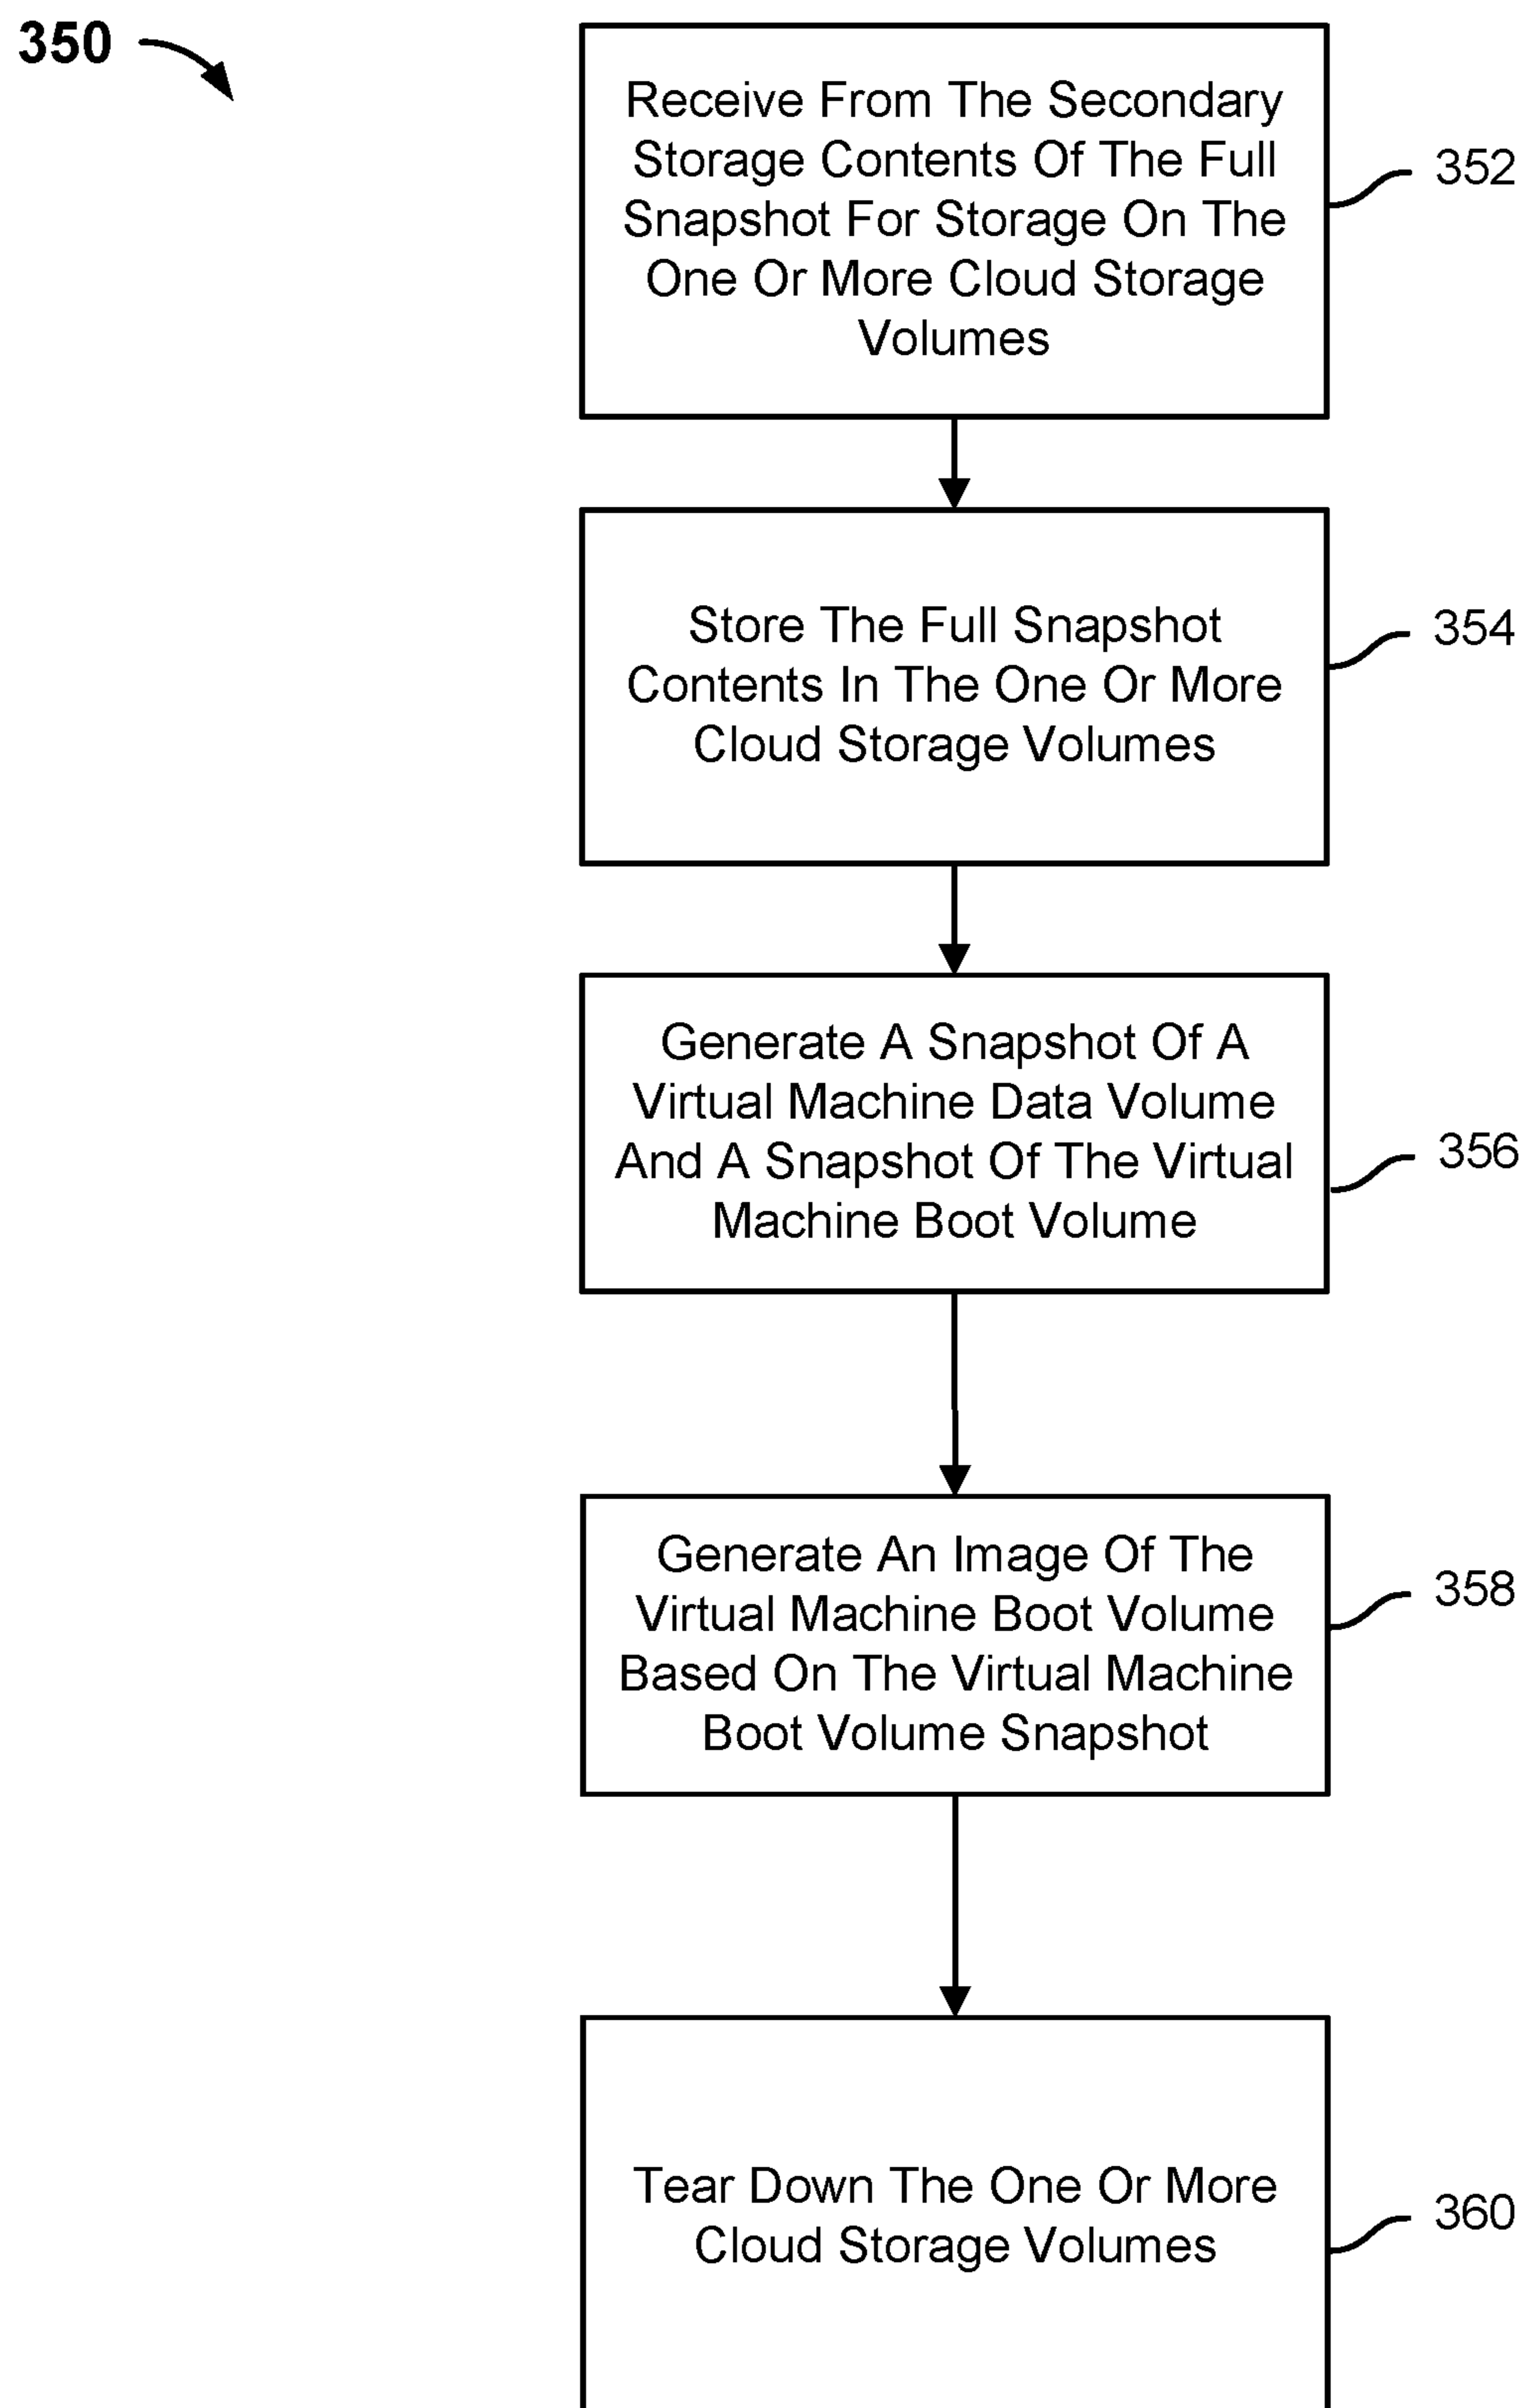 350
Receive From The Secondary
Storage Contents Of The Full
Snapshot For Storage On The
One Or More Cloud Storage
Volumes
352
Store The Full Snapshot
Contents In The One Or More
Cloud Storage Volumes
354
Generate A Snapshot Of A
Virtual Machine Data Volume
And A Snapshot Of The Virtual
Machine Boot Volume
356
Generate An Image Of The
Virtual Machine Boot Volume
Based On The Virtual Machine
Boot Volume Snapshot
358
Tear Down The One Or More
Cloud Storage Volumes
360